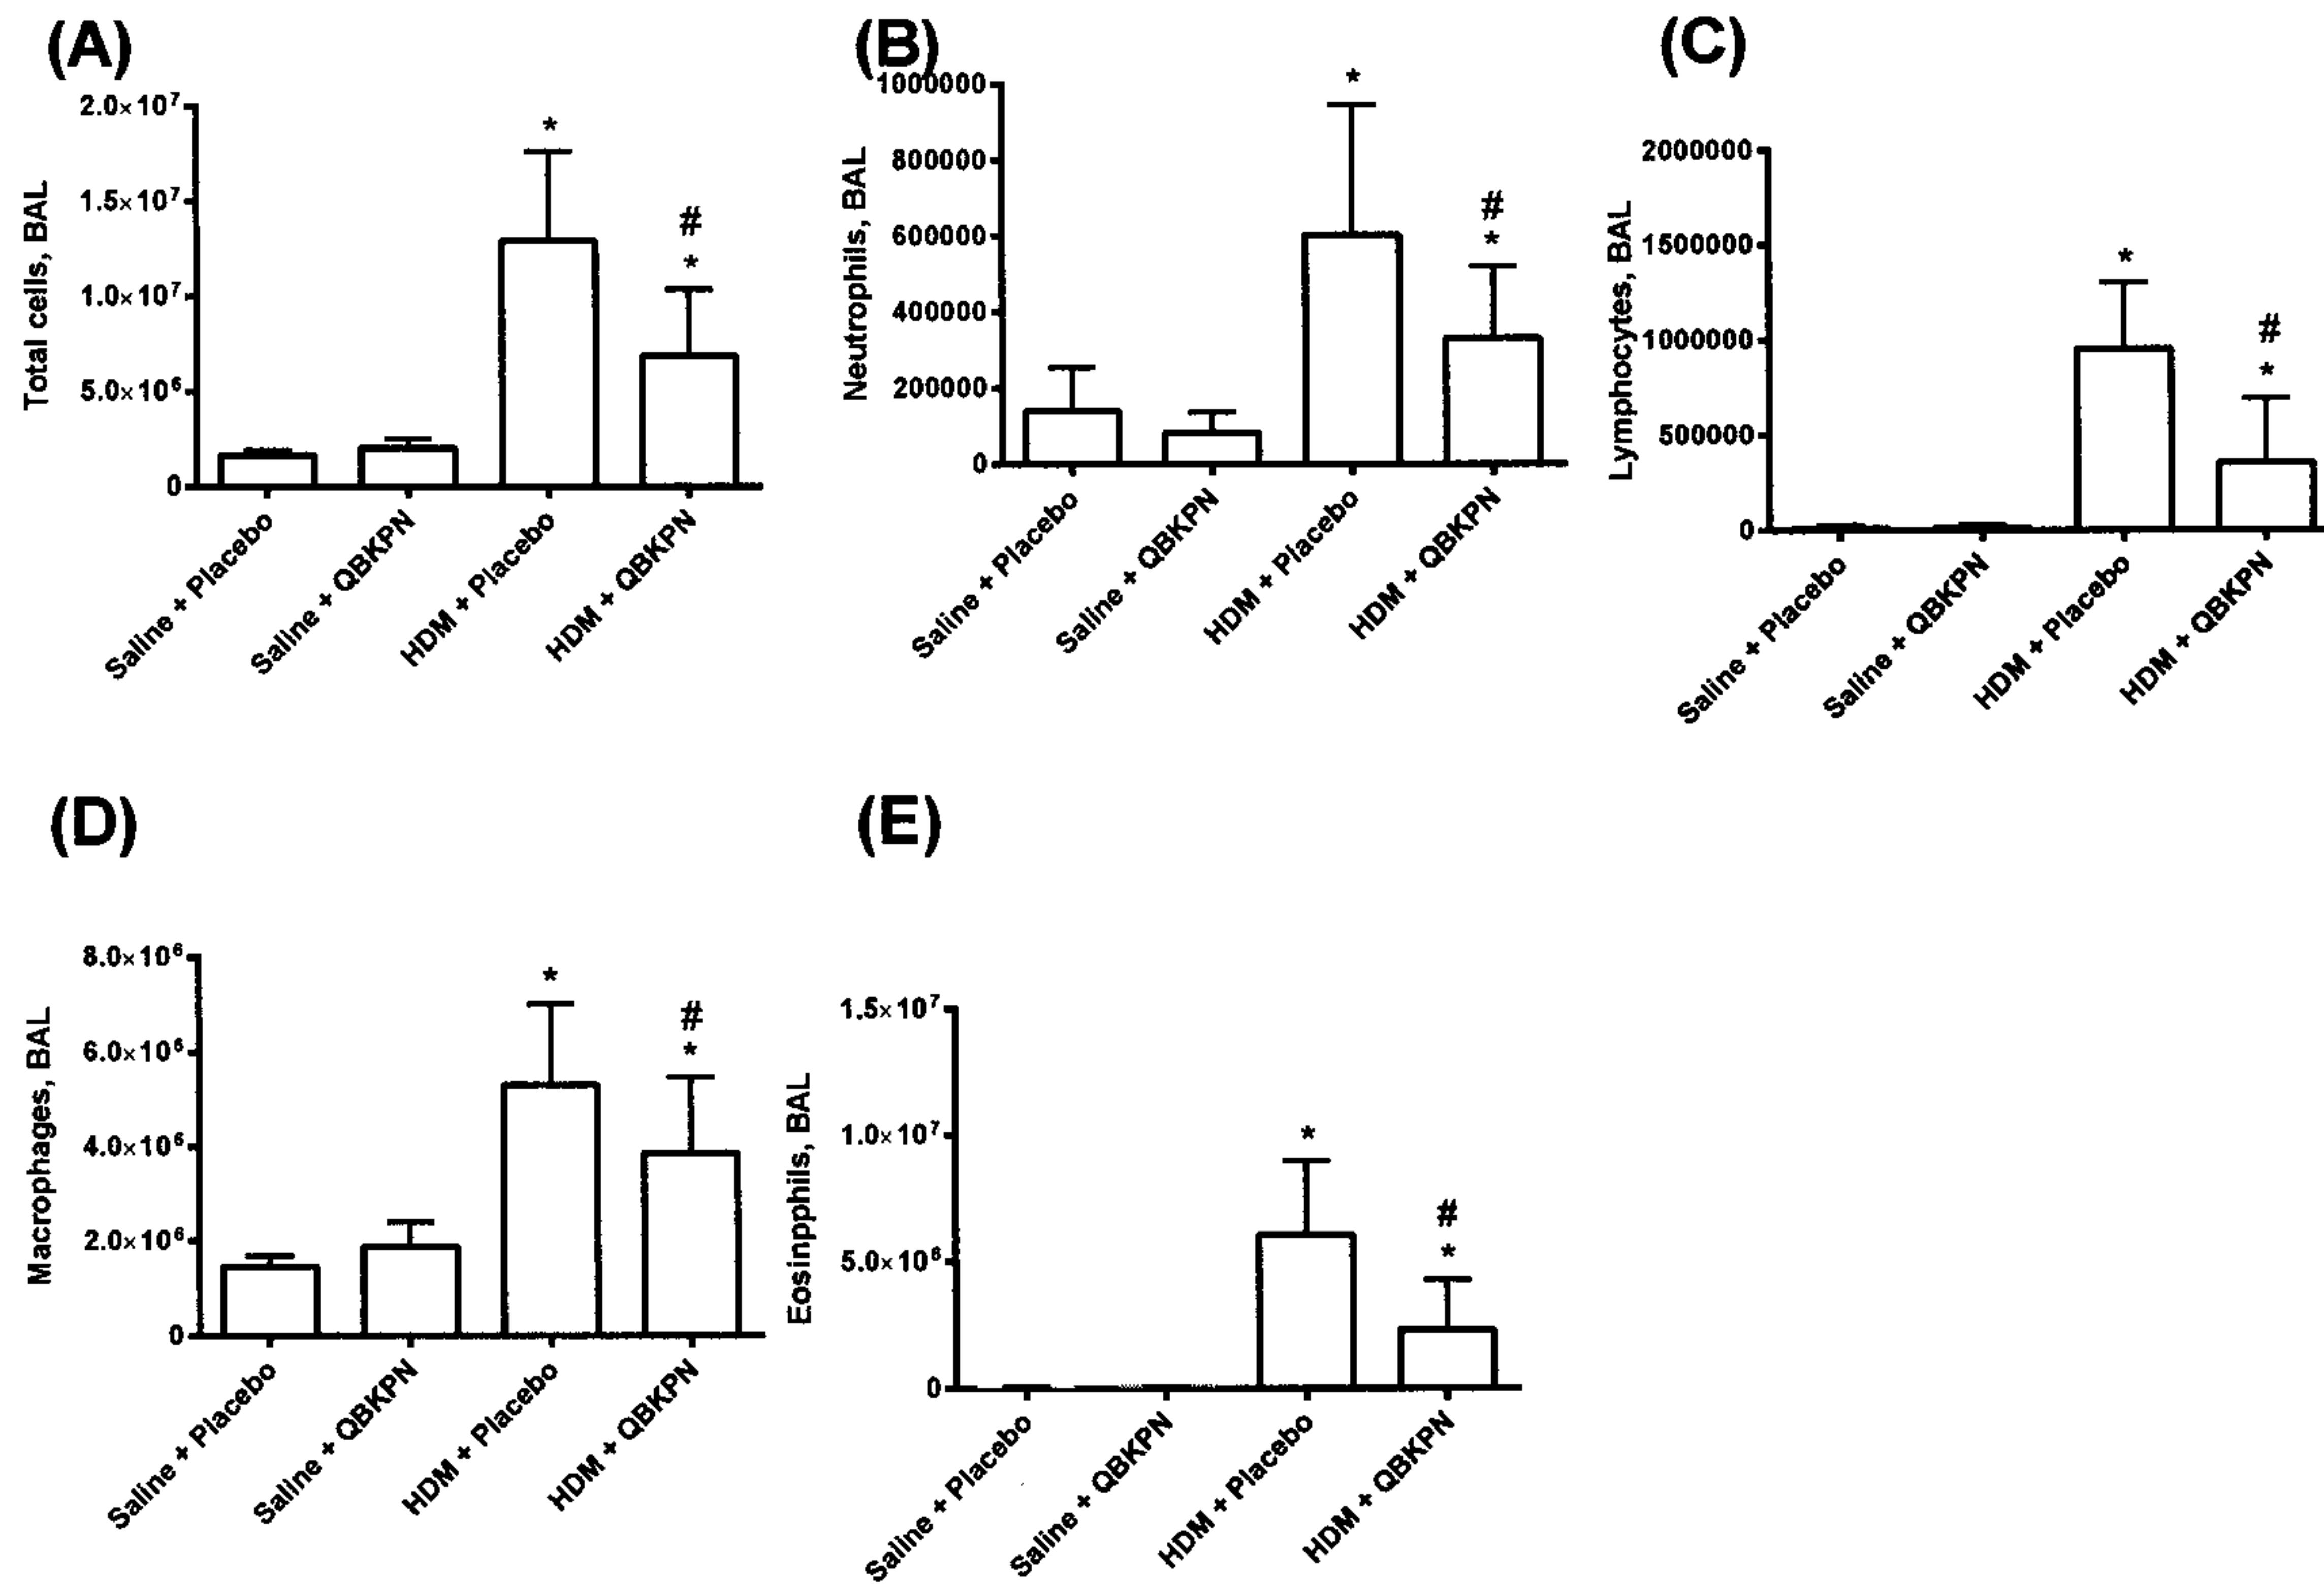 (A)
Total cells, BAL
2.0×10⁷
1.5×10⁷
1.0×10⁷
5.0×10⁶
0
*
#
*
Saline + Placebo
Saline + QBKPN
HDM + Placebo
HDM + QBKPN
(B)
Neutrophils, BAL
1000000
800000
600000
400000
200000
0
*
#
*
Saline + Placebo
Saline + QBKPN
HDM + Placebo
HDM + QBKPN
(C)
Lymphocytes, BAL
2000000
1500000
1000000
500000
0
*
#
*
Saline + Placebo
Saline + QBKPN
HDM + Placebo
HDM + QBKPN
(D)
Macrophages, BAL
8.0×10⁶
6.0×10⁶
4.0×10⁶
2.0×10⁶
0
*
#
*
Saline + Placebo
Saline + QBKPN
HDM + Placebo
HDM + QBKPN
(E)
Eosinpphils, BAL
1.5×10⁷
1.0×10⁷
5.0×10⁶
0
*
#
*
Saline + Placebo
Saline + QBKPN
HDM + Placebo
HDM + QBKPN